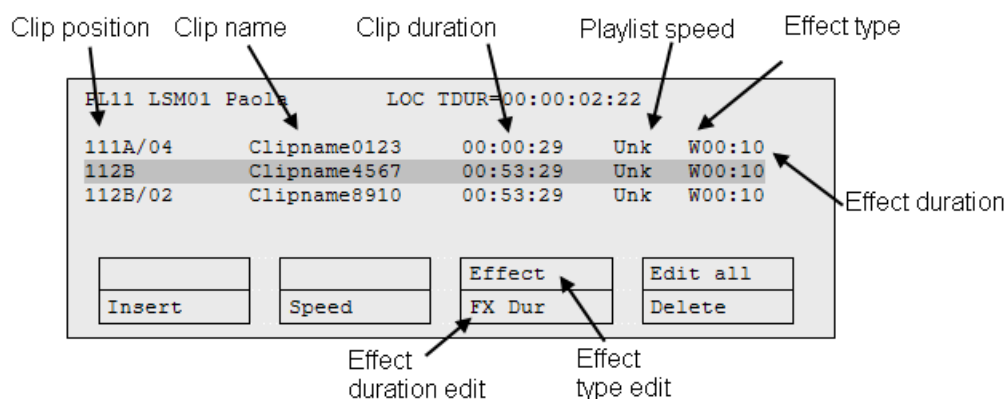 Clip position Clip name Clip duration Playlist speed Effect type
PL11 LSM01 Paola LOC TDUR=00:00:02:22
111A/04 Clipname0123 00:00:29 Unk W00:10
112B Clipname4567 00:53:29 Unk W00:10
112B/02 Clipname8910 00:53:29 Unk W00:10
Effect duration
Effect Edit all
Insert Speed FX Dur Delete
Effect duration edit
Effect type edit